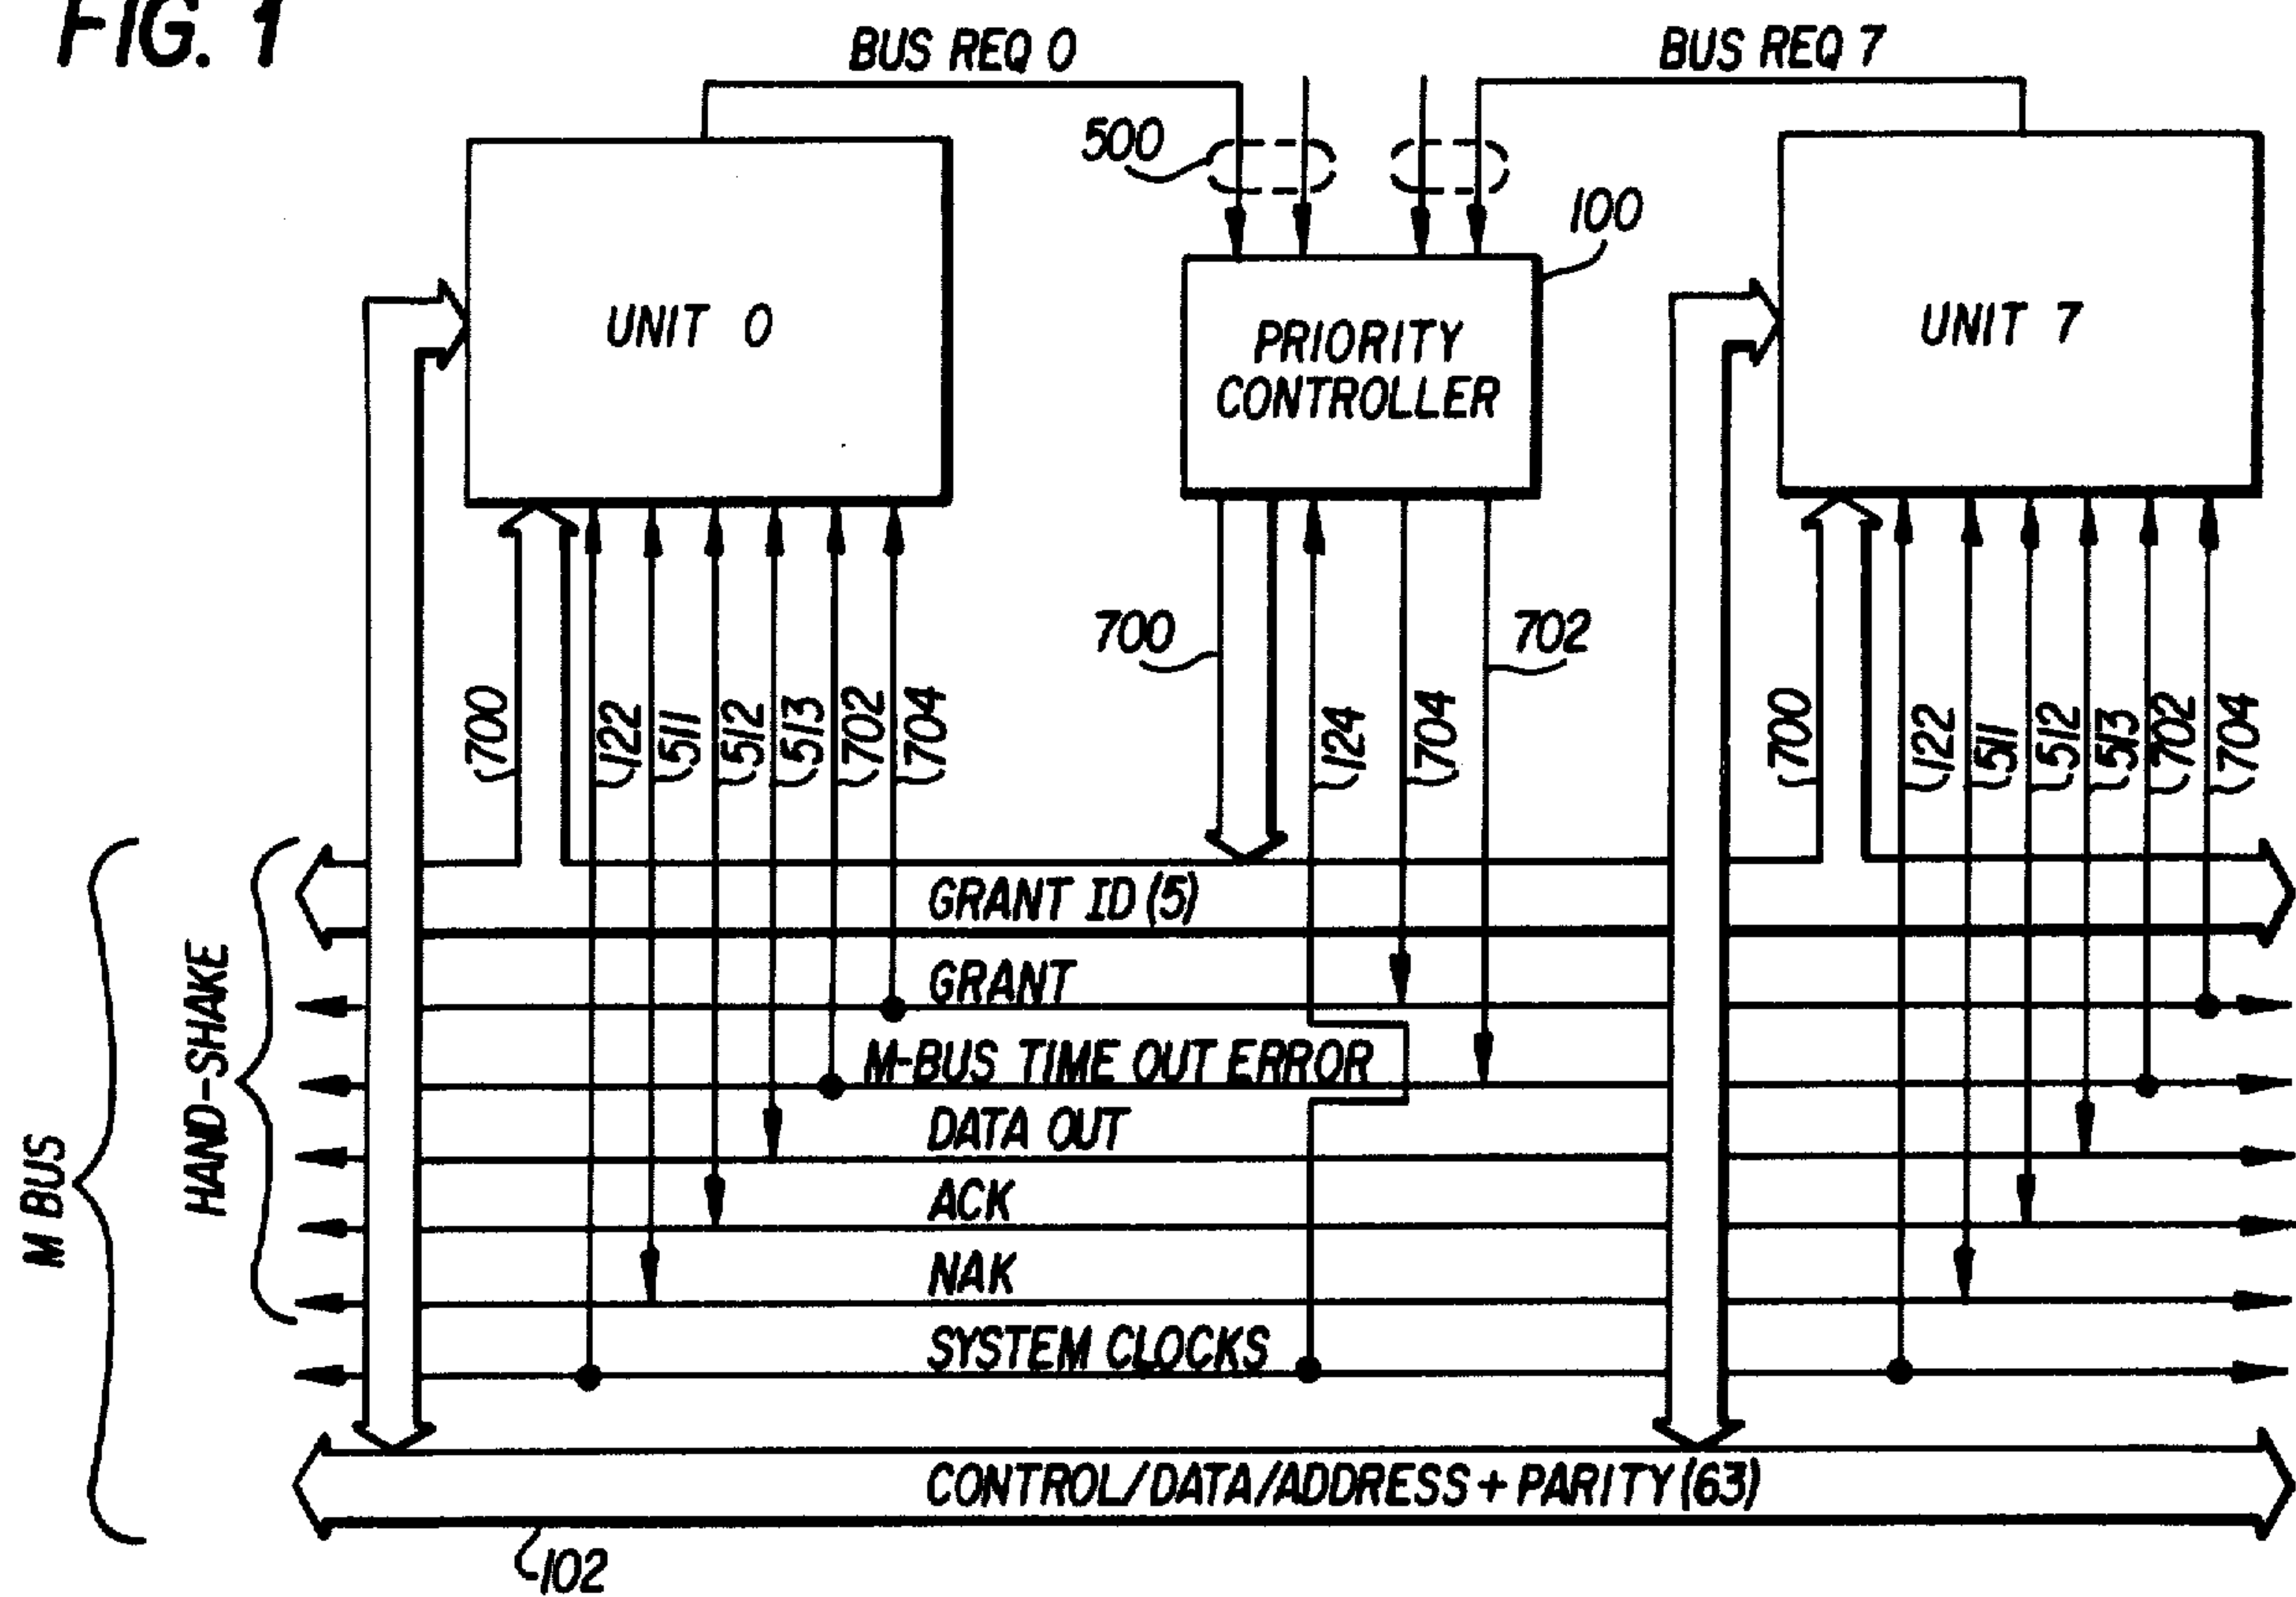 FIG. 1
BUS REQ 0
BUS REQ 7
500
100
UNIT 0
PRIORITY
CONTROLLER
UNIT 7
700
702
700
122
511
512
513
702
704
124
704
700
122
511
512
513
702
704
M BUS
HAND-SHAKE
GRANT ID (5)
GRANT
M-BUS TIME OUT ERROR
DATA OUT
ACK
NAK
SYSTEM CLOCKS
CONTROL/DATA/ADDRESS + PARITY (63)
102